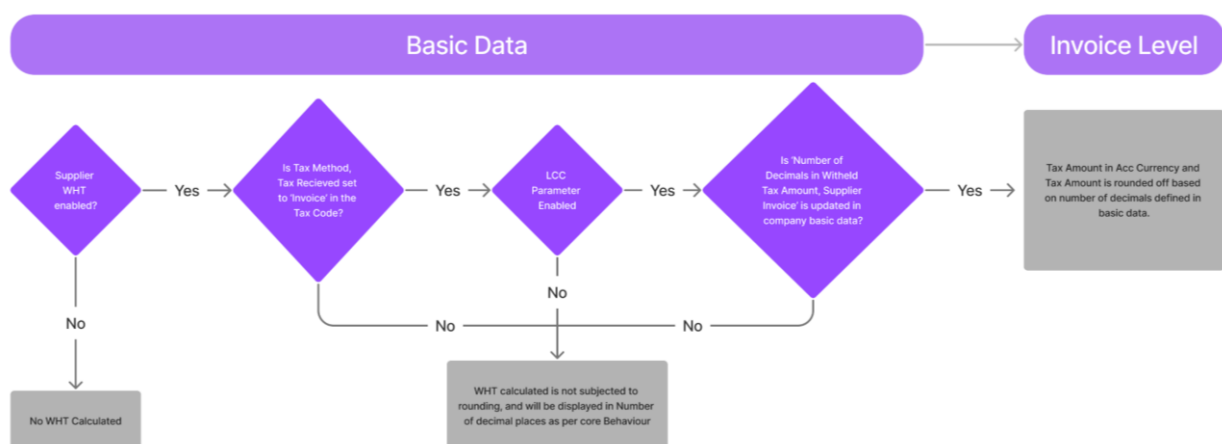 Basic Data
Invoice Level
Supplier
WHT
enabled?
Yes
Is Tax Method,
Tax Recieved set
to 'Invoice' in the
Tax Code?
Yes
LCC
Parameter
Enabled
Yes
Is 'Number of
Decimals in Witheld
Tax Amount, Supplier
Invoice' is updated in
company basic data?
Yes
Tax Amount in Acc Currency and
Tax Amount is rounded off based
on number of decimals defined in
basic data.
No
No
No
No
No WHT Calculated
WHT calculated is not subjected to
rounding, and will be displayed in Number
of decimal places as per core Behaviour